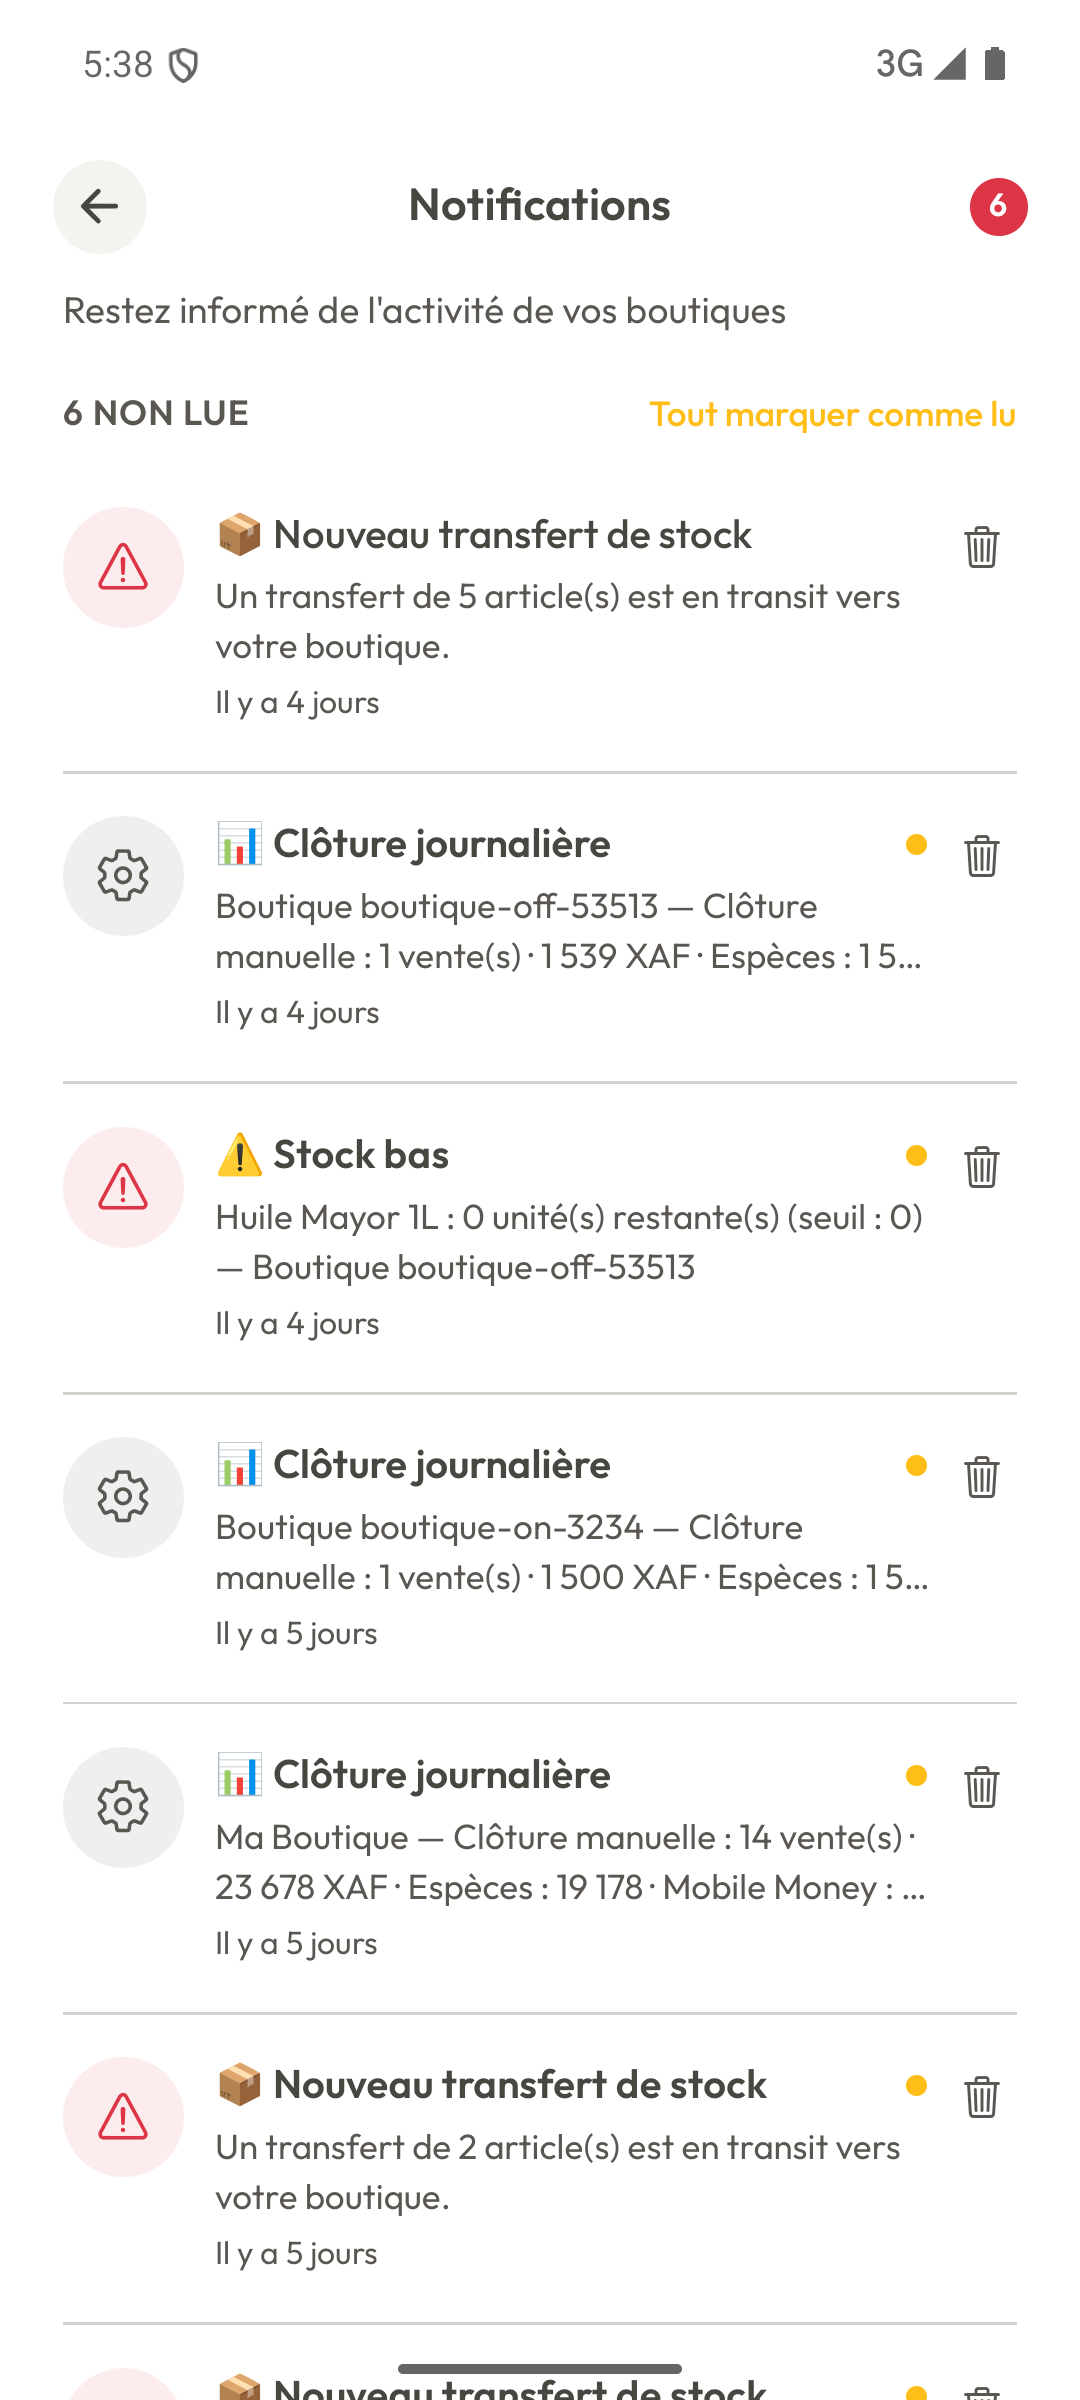 5:38
3G
Notifications
6
Restez informé de l'activité de vos boutiques
6 NON LUE
Tout marquer comme lu
📦 Nouveau transfert de stock
Un transfert de 5 article(s) est en transit vers
votre boutique.
Il y a 4 jours
📊 Clôture journalière
Boutique boutique-off-53513 — Clôture
manuelle : 1 vente(s) · 1 539 XAF · Espèces : 1 5...
Il y a 4 jours
⚠️ Stock bas
Huile Mayor 1L : 0 unité(s) restante(s) (seuil : 0)
— Boutique boutique-off-53513
Il y a 4 jours
📊 Clôture journalière
Boutique boutique-on-3234 — Clôture
manuelle : 1 vente(s) · 1 500 XAF · Espèces : 1 5...
Il y a 5 jours
📊 Clôture journalière
Ma Boutique — Clôture manuelle : 14 vente(s) ·
23 678 XAF · Espèces : 19 178 · Mobile Money : ...
Il y a 5 jours
📦 Nouveau transfert de stock
Un transfert de 2 article(s) est en transit vers
votre boutique.
Il y a 5 jours
📦 Nouveau transfert de stock